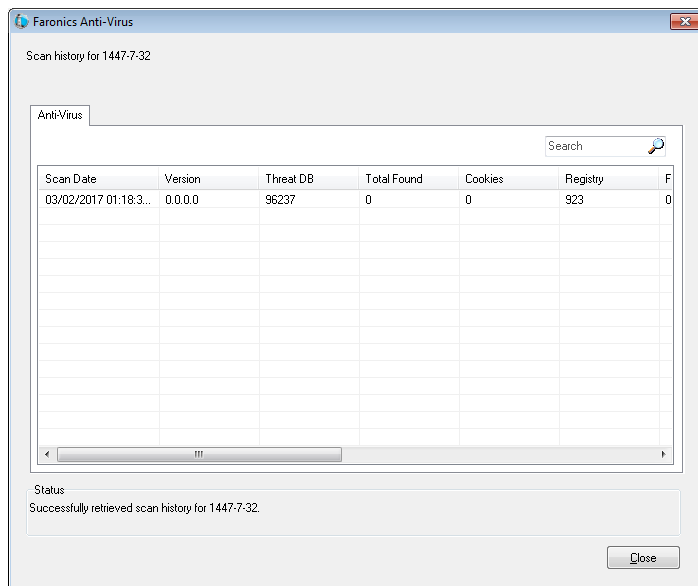 Faronics Anti-Virus
Scan history for 1447-7-32
Anti-Virus
Search
Scan Date Version Threat DB Total Found Cookies Registry F
03/02/2017 01:18:3... 0.0.0.0 96237 0 0 923 0
Status
Successfully retrieved scan history for 1447-7-32.
Close